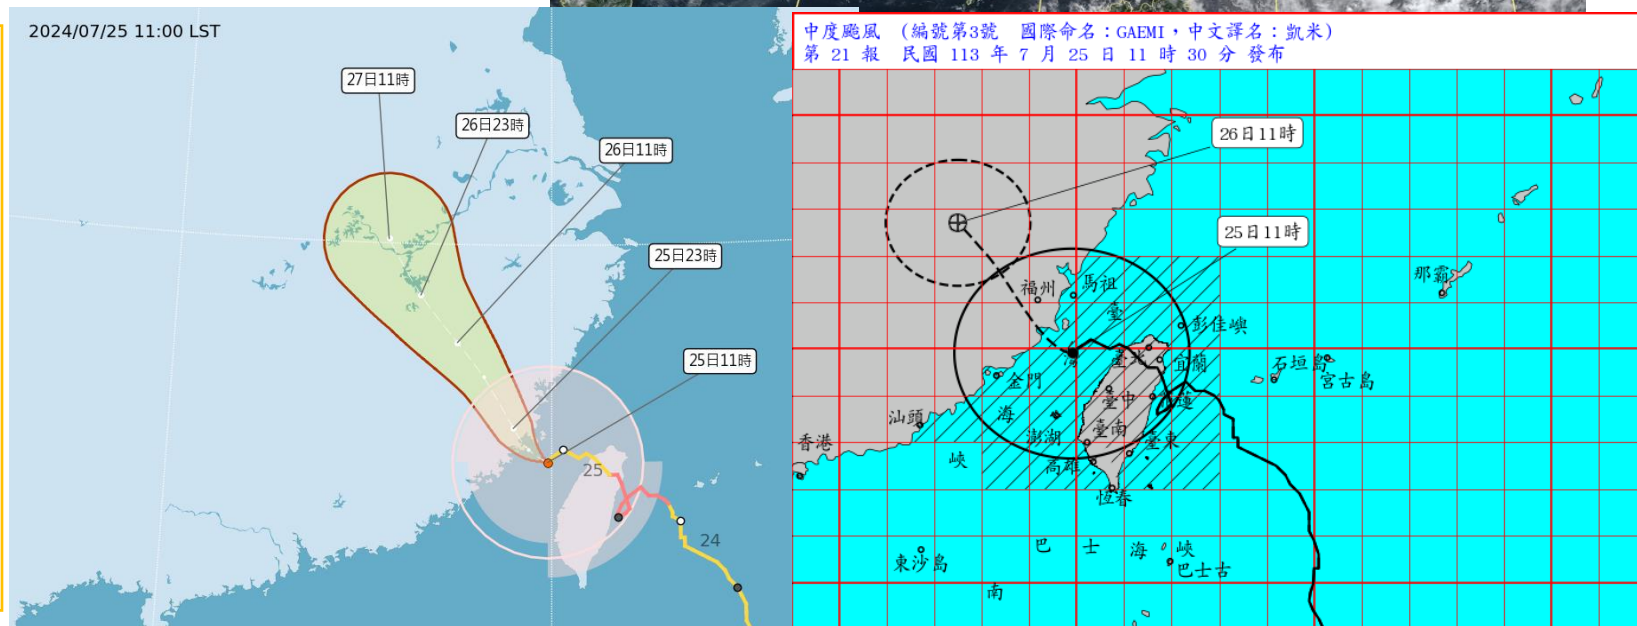 2024/07/25 11:00 LST
27日11時
26日23時
26日11時
25日23時
25日11時
25
24
中度颱風 (編號第3號 國際命名：GAEMI，中文譯名：凱米)
第 21 報 民國 113 年 7 月 25 日 11 時 30 分 發布
26日11時
25日11時
那霸
福州
馬祖
臺
彭佳嶼
灣
臺北
宜蘭
石垣島
宮古島
金門
臺中
蓮
海
汕頭
澎湖
臺南
臺東
香港
峽
高雄
恆春
巴士海峽
東沙島
巴士古
南